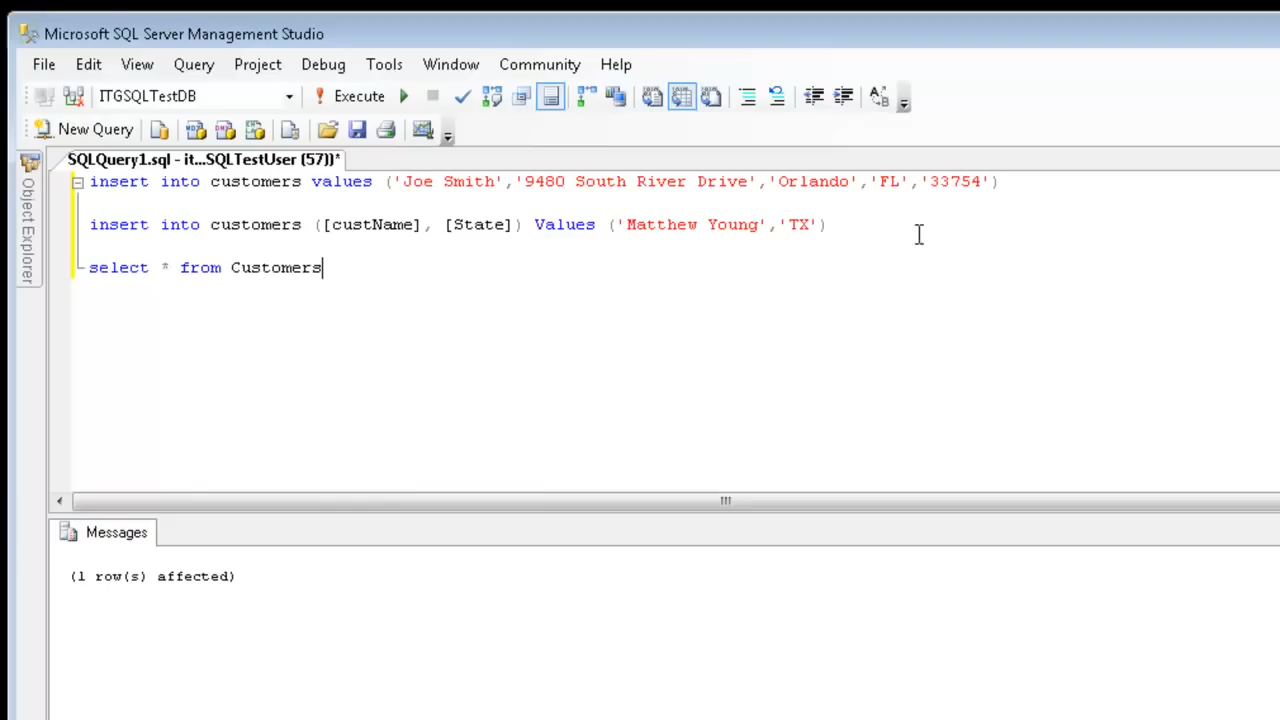 Microsoft SQL Server Management Studio
File Edit View Query Project Debug Tools Window Community Help
ITGSQLTestDB Execute
New Query
SQLQuery1.sql - it...SQLTestUser (57))*
Object Explorer
insert into customers values ('Joe Smith','9480 South River Drive','Orlando','FL','33754')
insert into customers ([custName], [State]) Values ('Matthew Young','TX')
select * from Customers
Messages
(1 row(s) affected)